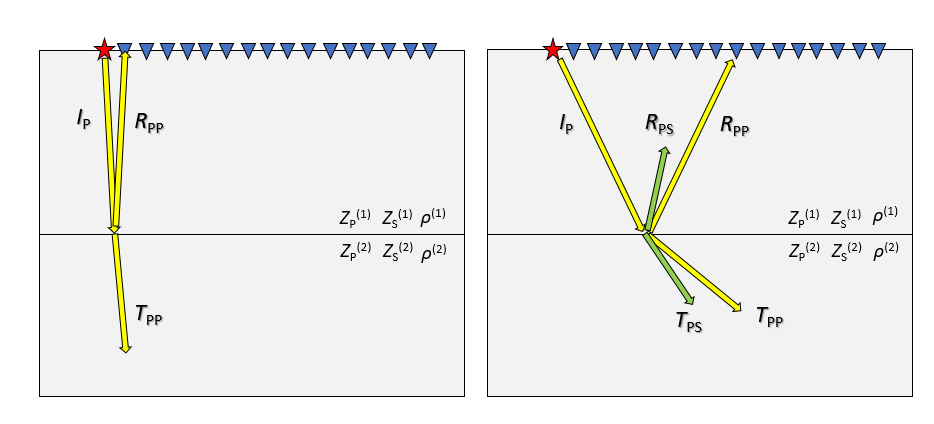 I_P R_PP
Z_P^(1) Z_S^(1) ρ^(1)
Z_P^(2) Z_S^(2) ρ^(2)
T_PP
I_P R_PS R_PP
Z_P^(1) Z_S^(1) ρ^(1)
Z_P^(2) Z_S^(2) ρ^(2)
T_PS T_PP